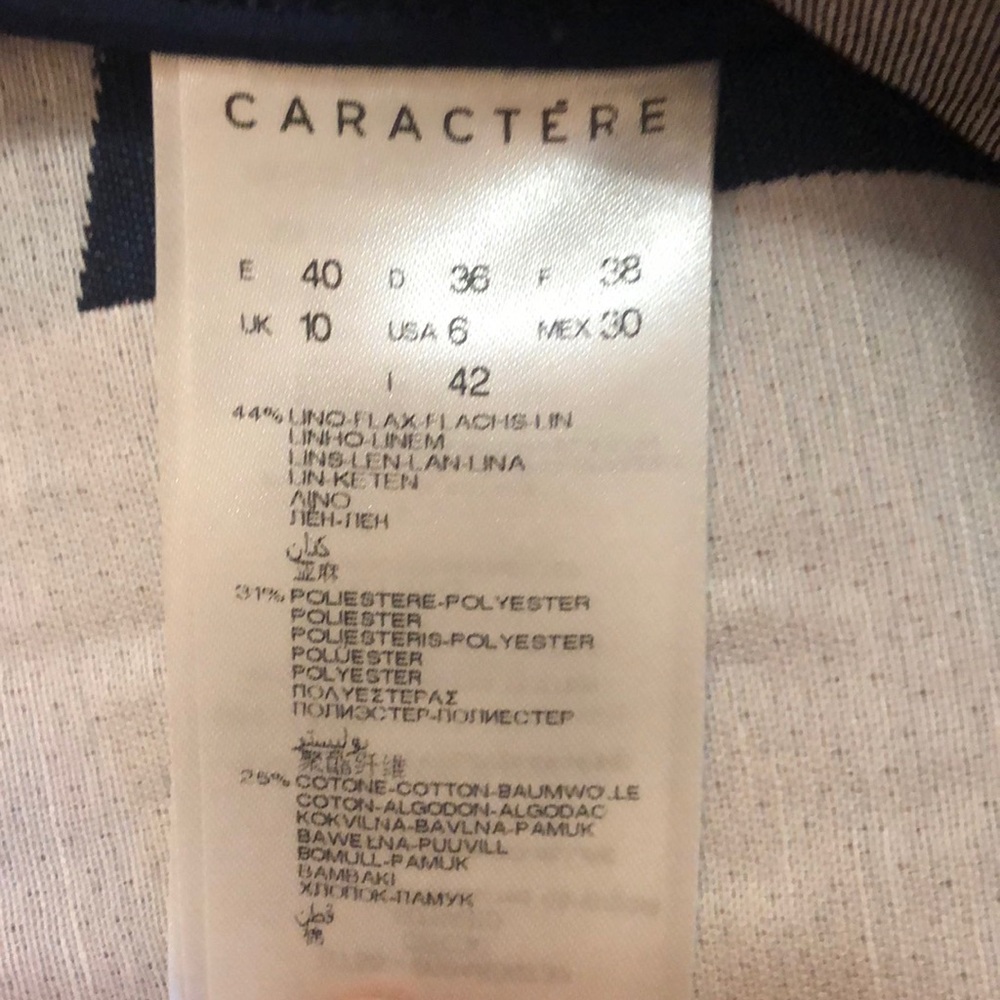 CARACTÉRE
E 40 D 36 F 38
UK 10 USA 6 MEX 30
I 42
44% LINO-FLAX-FLACHS-LIN
LINHO-LINEM
LINS-LEN-LAN-LINA
LIN-KETEN
ΛΙΝΟ
ЛЕН-ЛЕН
كتان
亚麻
31% POLIESTERE-POLYESTER
POLIESTER
POLIESTERIS-POLYESTER
POLÜESTER
POLYESTER
ΠΟΛΥΕΣΤΕΡΑΣ
ПОЛИЭСТЕР-ПОЛИЕСТЕР
بوليستر
聚酯纤维
25% COTONE-COTTON-BAUMWOLLE
COTON-ALGODON-ALGODAO
KOKVILNA-BAVLNA-PAMUK
BAWEŁNA-PUUVILL
BOMULL-PAMUK
ΒΑΜΒΑΚΙ
ХЛОПОК-ПАМУК
قطن
棉